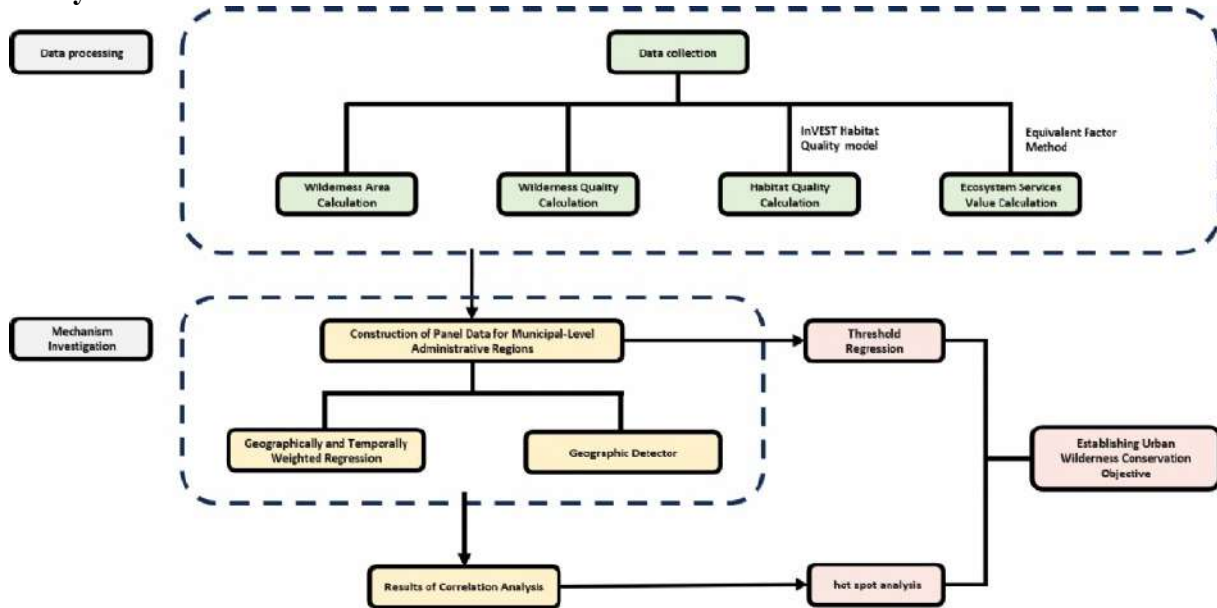 Data processing
Data collection
InVEST Habitat
Quality model
Equivalent Factor
Method
Wilderness Area
Calculation
Wilderness Quality
Calculation
Habitat Quality
Calculation
Ecosystem Services
Value Calculation
Mechanism
Investigation
Construction of Panel Data for Municipal-Level
Administrative Regions
Threshold
Regression
Geographically and Temporally
Weighted Regression
Geographic Detector
Establishing Urban
Wilderness Conservation
Objective
Results of Correlation Analysis
hot spot analysis